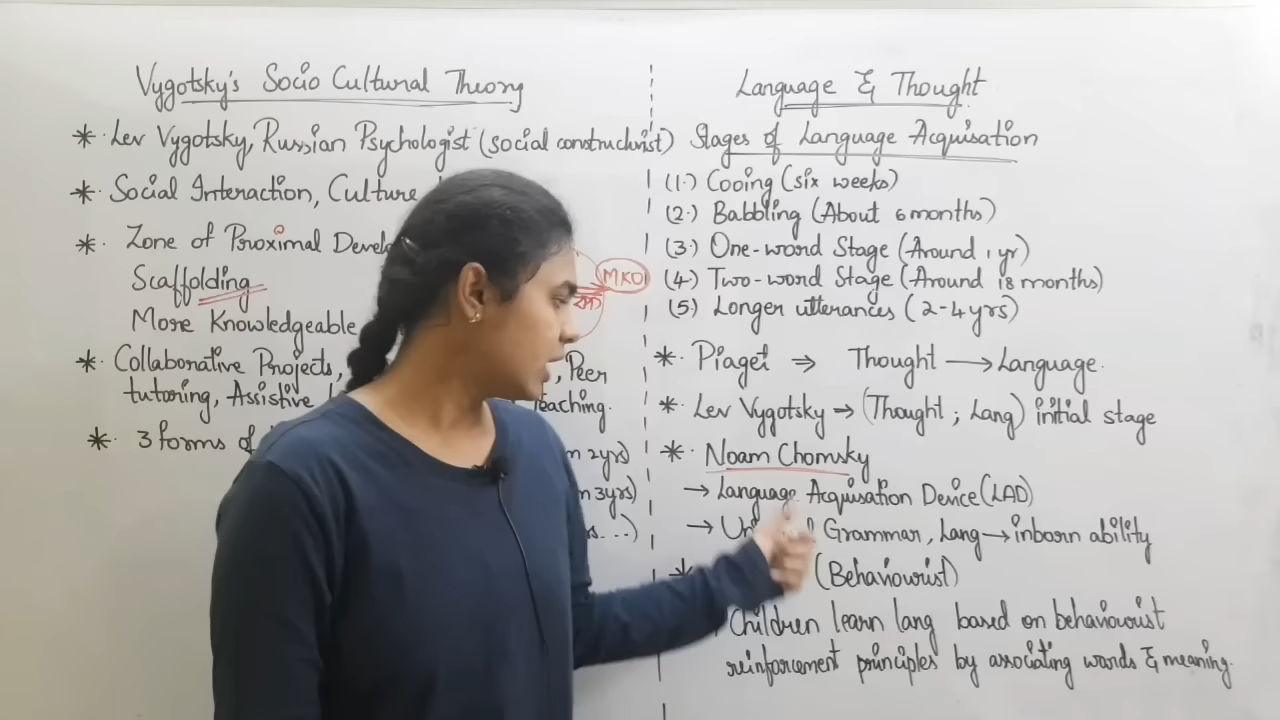 Vygotsky's Socio Cultural Theory
* Lev Vygotsky, Russian Psychologist (social constructivist)
* Social Interaction, Culture
* Zone of Proximal Devel
Scaffolding
More Knowledgeable
MKO
* Collaborative Projects, , Peer
tutoring, Assistive teaching.
* 3 forms of
2yrs)
3yrs)
Language & Thought
Stages of Language Acquisation
(1.) Cooing (six weeks)
(2.) Babbling (About 6 months)
(3.) One-word Stage (Around 1 yr)
(4.) Two-word Stage (Around 18 months)
(5.) Longer utterances (2-4 yrs)
* Piaget ⇒ Thought → Language.
* Lev Vygotsky → (Thought ; Lang) initial stage
* Noam Chomsky
→ Language Acquisation Device (LAD)
→ Grammar, Lang → inborn ability
* (Behaviourist)
Children learn lang based on behaviourist
reinforcement principles by associating words & meaning.